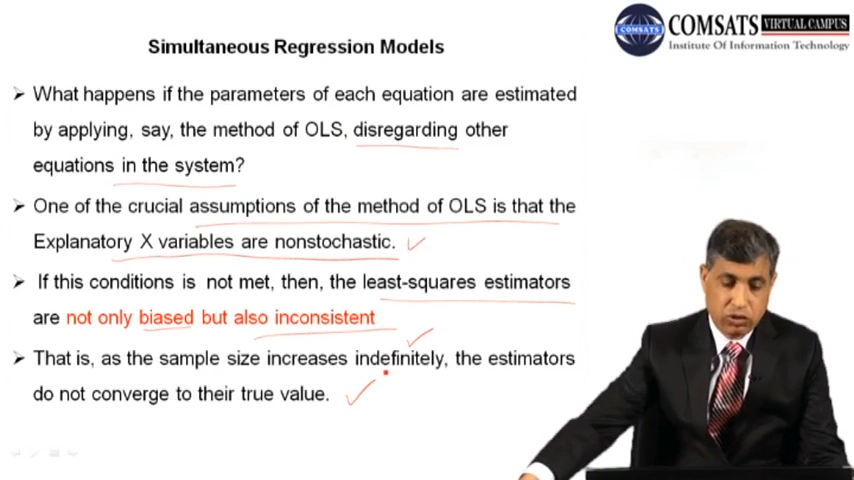 COMSATS VIRTUAL CAMPUS
COMSATS
Institute Of Information Technology
Simultaneous Regression Models
➢ What happens if the parameters of each equation are estimated
by applying, say, the method of OLS, disregarding other
equations in the system?
➢ One of the crucial assumptions of the method of OLS is that the
Explanatory X variables are nonstochastic.
➢ If this conditions is not met, then, the least-squares estimators
are not only biased but also inconsistent
➢ That is, as the sample size increases indefinitely, the estimators
do not converge to their true value.